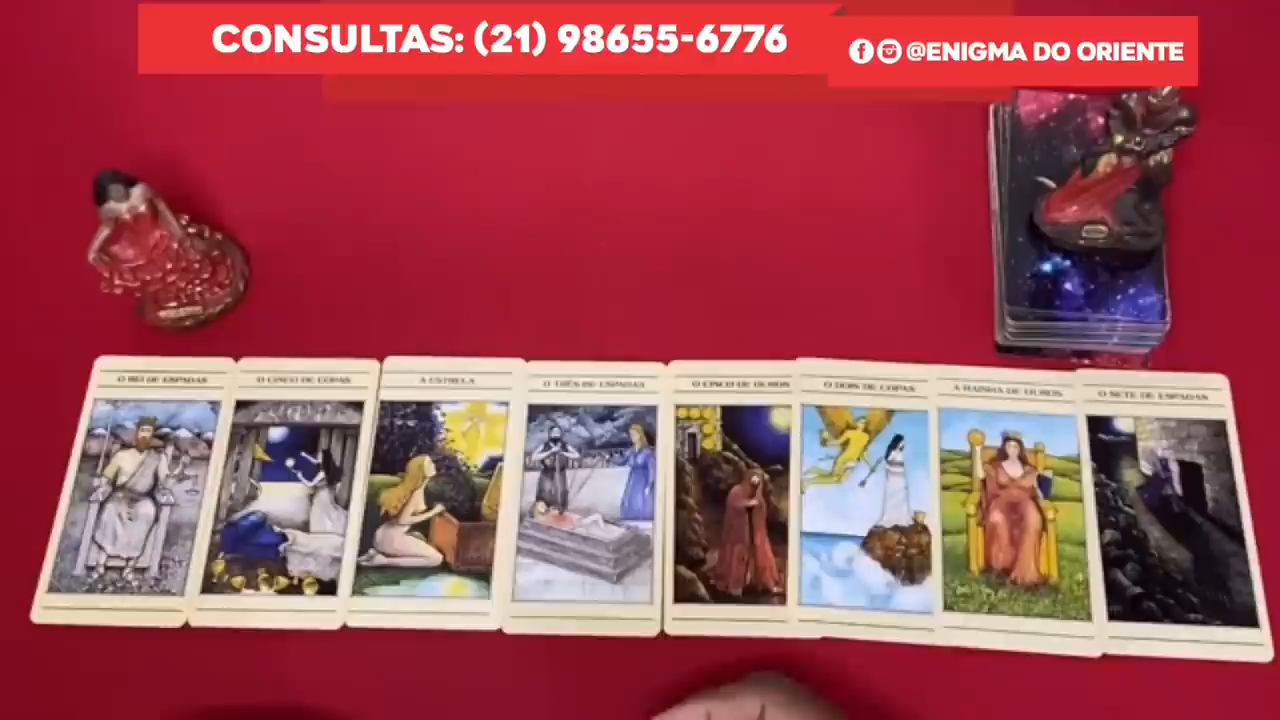 CONSULTAS: (21) 98655-6776
@ENIGMA DO ORIENTE
O REI DE ESPADAS
O CINCO DE COPAS
A ESTRELA
O TRÊS DE ESPADAS
O CINCO DE OUROS
O DOIS DE COPAS
A RAINHA DE OUROS
O SETE DE ESPADAS